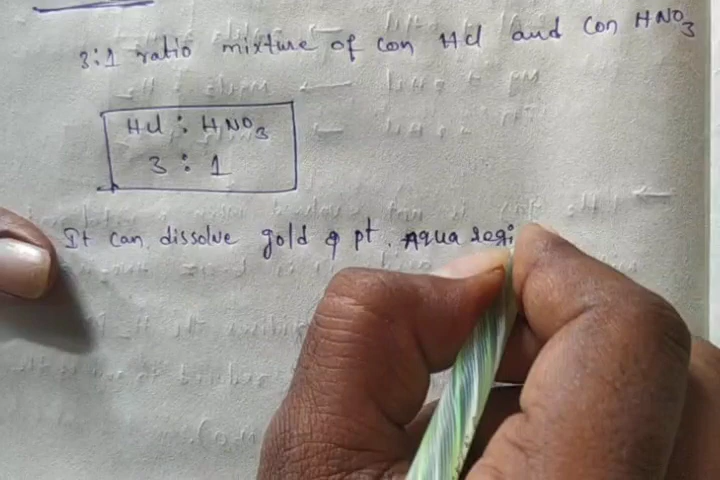 3:1 ratio mixture of con HCl and con HNO3
HCl : HNO3
3 : 1
It can dissolve gold & pt. Aqua regi